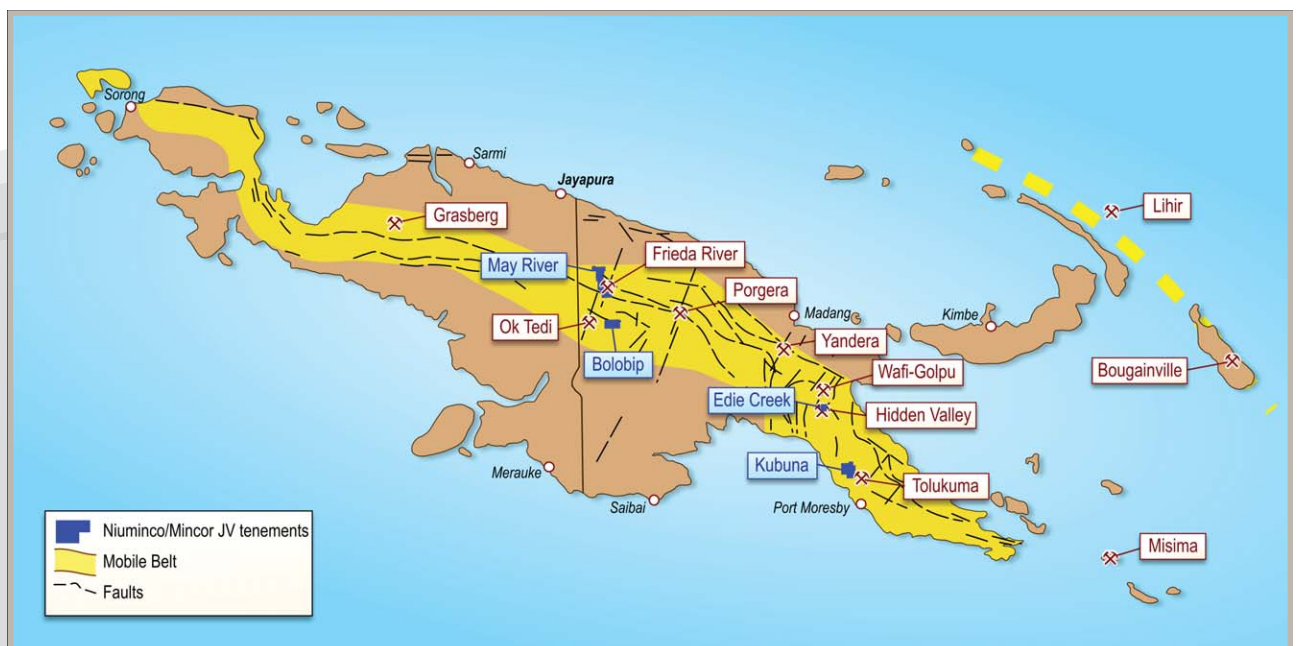 Sorong
Sarmi
Jayapura
Grasberg
Lihir
May River
Frieda River
Porgera
Ok Tedi
Madang
Kimbe
Yandera
Bolobip
Wafi-Golpu
Bougainville
Edie Creek
Hidden Valley
Merauke
Kubuna
Saibai
Tolukuma
Port Moresby
Misima
Niuminco/Mincor JV tenements
Mobile Belt
Faults